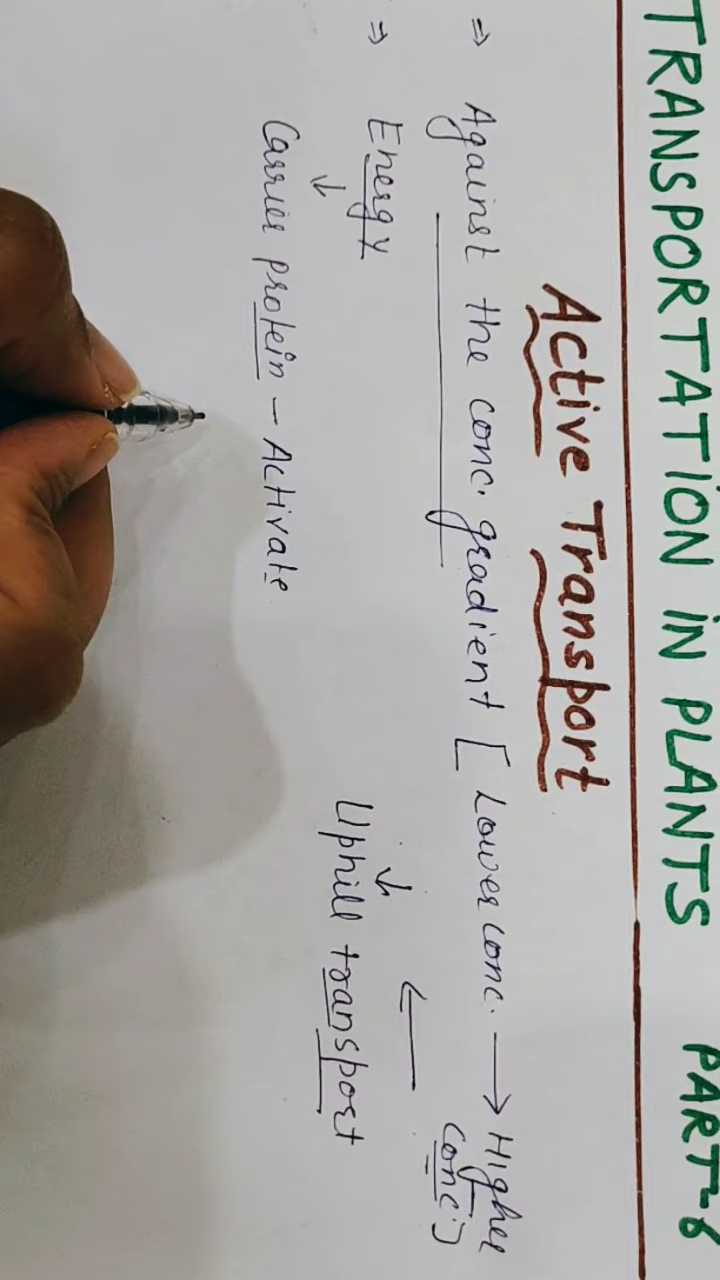 TRANSPORTATION IN PLANTS PART-6
Active Transport
⇒ Against the conc. gradient [ Lower conc. ⟶ Higher
conc.]
⇒ Energy
↓
↓ ←
Uphill transport
Carrier protein – Activate